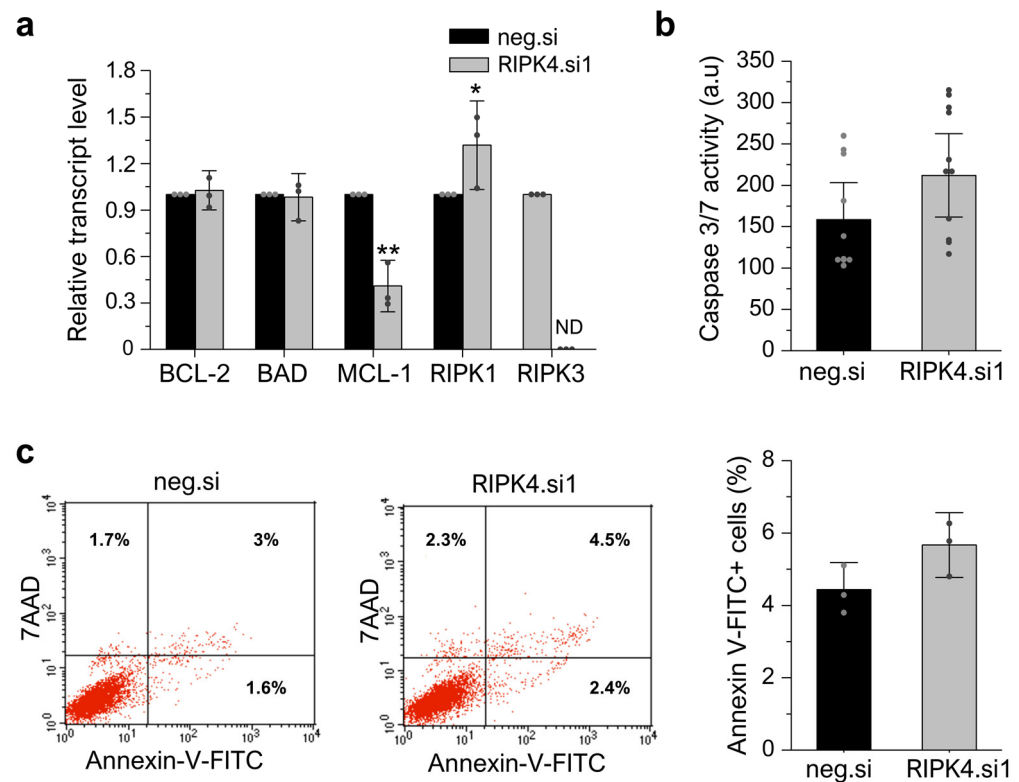 a
neg.si
RIPK4.si1
Relative transcript level
1.8
1.5
1.2
0.9
0.6
0.3
0
*
**
ND
BCL-2 BAD MCL-1 RIPK1 RIPK3
b
Caspase 3/7 activity (a.u)
350
300
250
200
150
100
50
0
neg.si RIPK4.si1
c
neg.si
7AAD
10⁴
10³
10²
10¹
10⁰
1.7% 3%
1.6%
10⁰ 10¹ 10² 10³ 10⁴
Annexin-V-FITC
RIPK4.si1
7AAD
10⁴
10³
10²
10¹
10⁰
2.3% 4.5%
2.4%
10⁰ 10¹ 10² 10³ 10⁴
Annexin-V-FITC
Annexin V-FITC+ cells (%)
8
6
4
2
0
neg.si RIPK4.si1